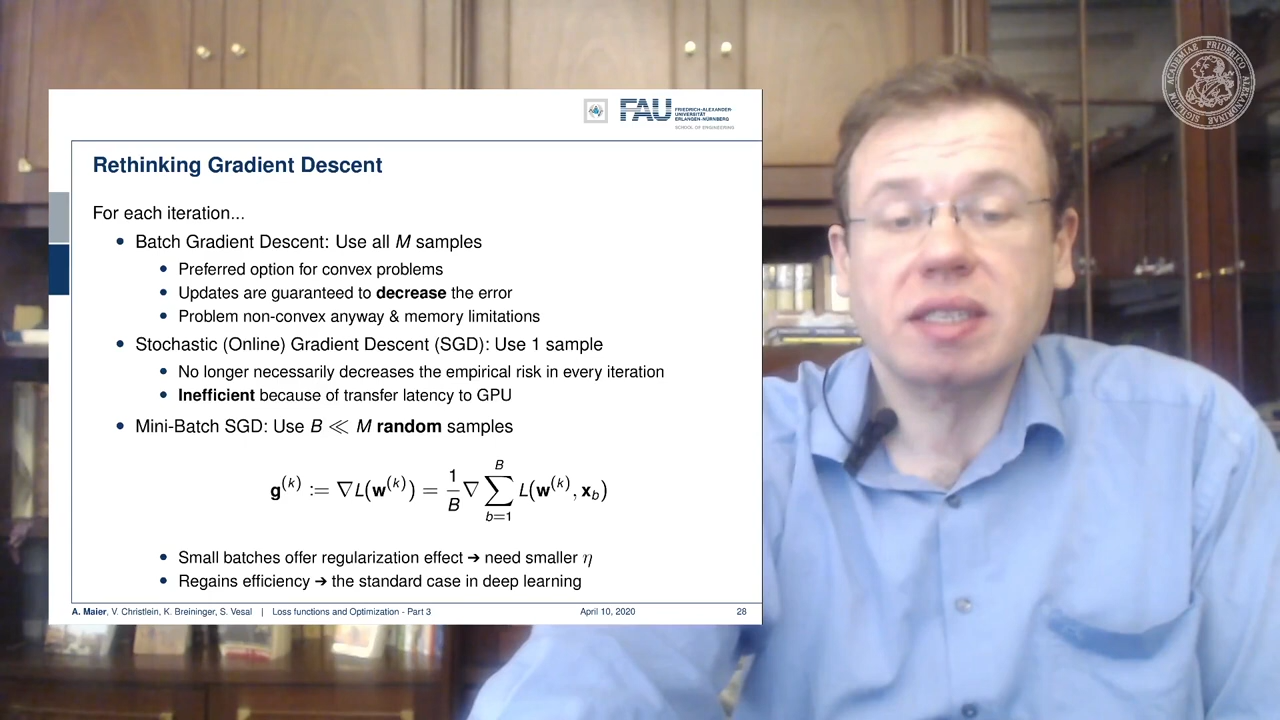 FAU
FRIEDRICH-ALEXANDER-
UNIVERSITÄT
ERLANGEN-NÜRNBERG
SCHOOL OF ENGINEERING
ACADEMIAE FRIDERICO ALEXANDRINAE SIGILLVM
Rethinking Gradient Descent
For each iteration...
• Batch Gradient Descent: Use all M samples
• Preferred option for convex problems
• Updates are guaranteed to decrease the error
• Problem non-convex anyway & memory limitations
• Stochastic (Online) Gradient Descent (SGD): Use 1 sample
• No longer necessarily decreases the empirical risk in every iteration
• Inefficient because of transfer latency to GPU
• Mini-Batch SGD: Use B ≪ M random samples
g^(k) := ∇L(w^(k)) = 1/B ∇ ∑_{b=1}^{B} L(w^(k), x_b)
• Small batches offer regularization effect ➔ need smaller η
• Regains efficiency ➔ the standard case in deep learning
A. Maier, V. Christlein, K. Breininger, S. Vesal | Loss functions and Optimization - Part 3 April 10, 2020 28